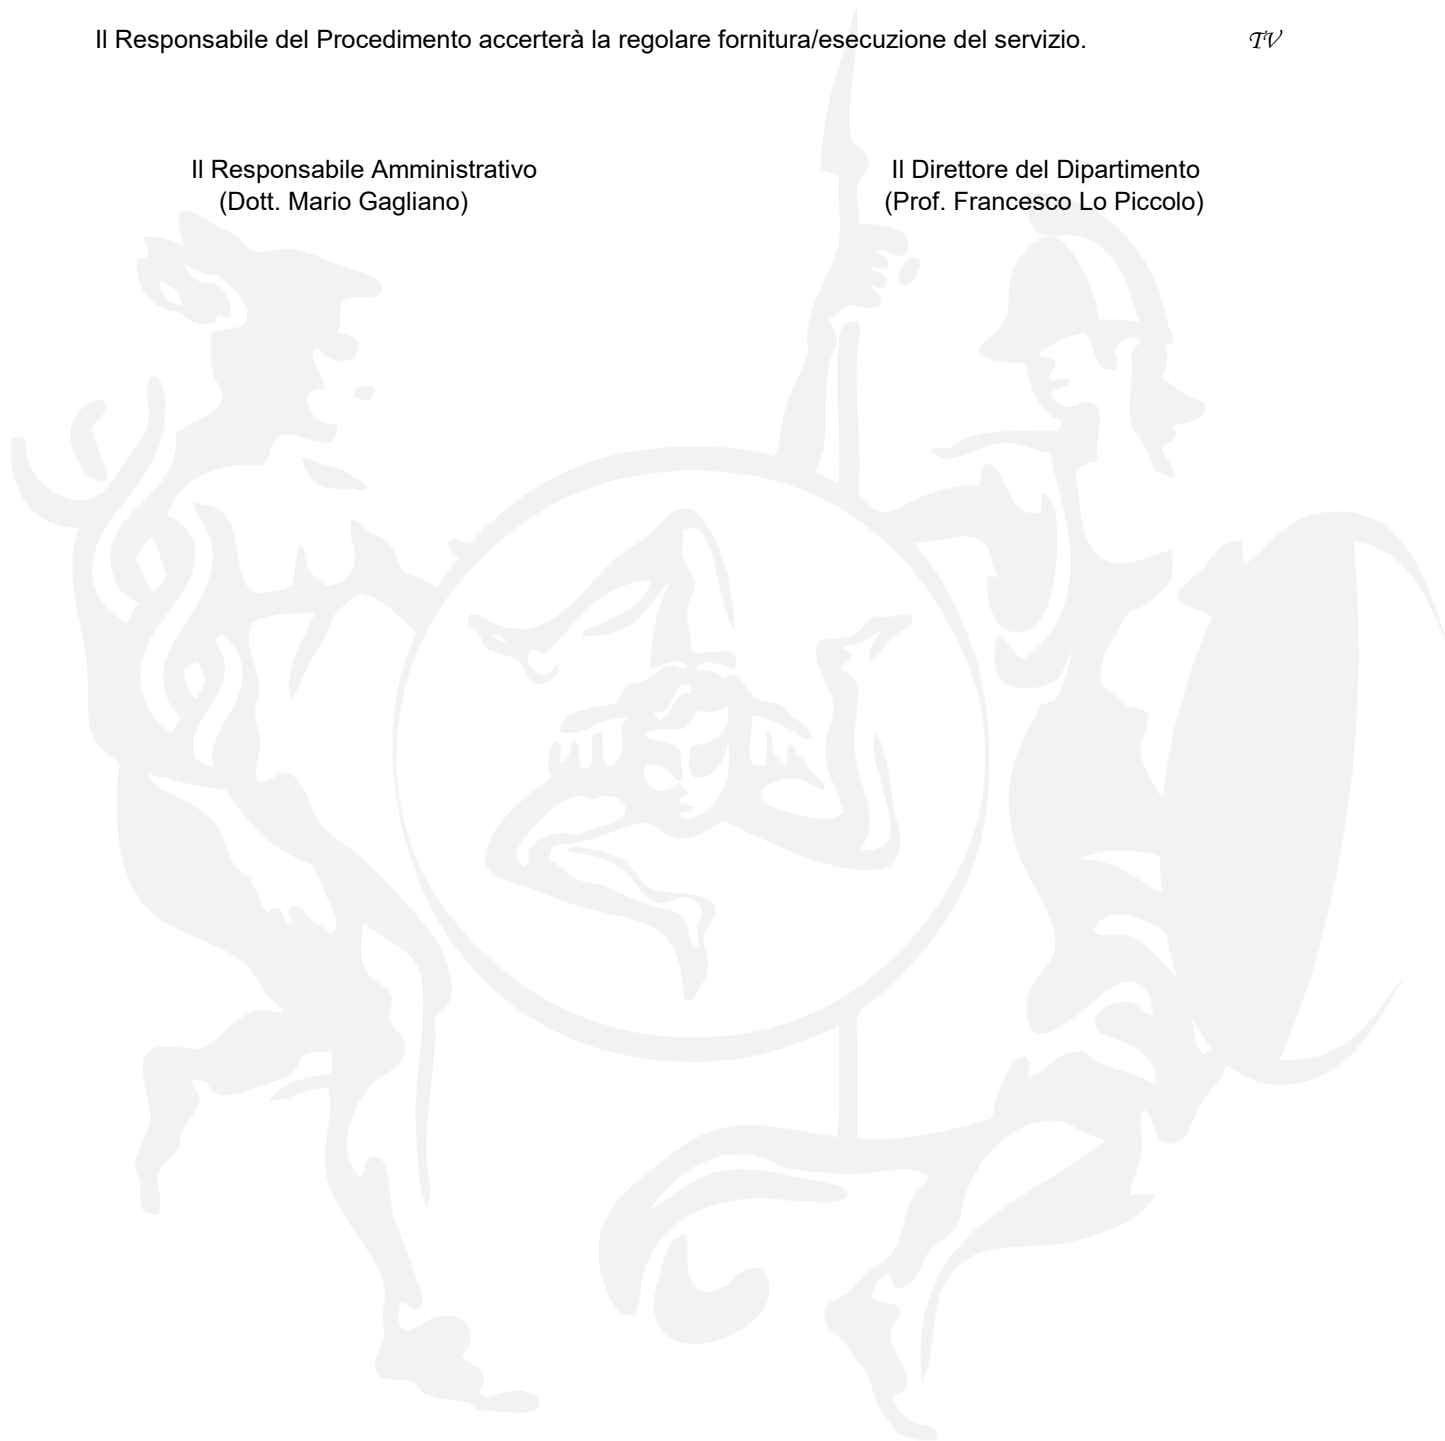 Il Responsabile del Procedimento accerterà la regolare fornitura/esecuzione del servizio. TV
Il Responsabile Amministrativo Il Direttore del Dipartimento
(Dott. Mario Gagliano) (Prof. Francesco Lo Piccolo)